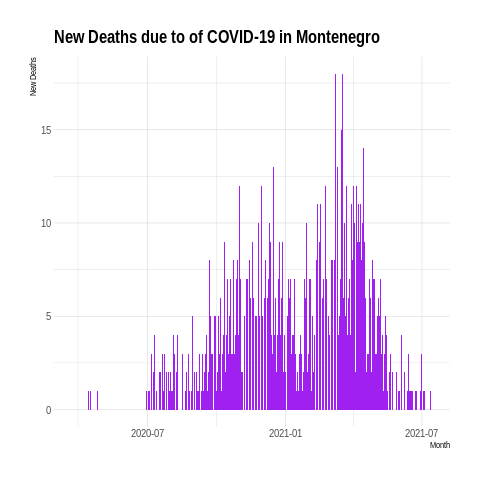 New Deaths due to of COVID-19 in Montenegro
New Deaths
15
10
5
0
2020-07
2021-01
2021-07
Month